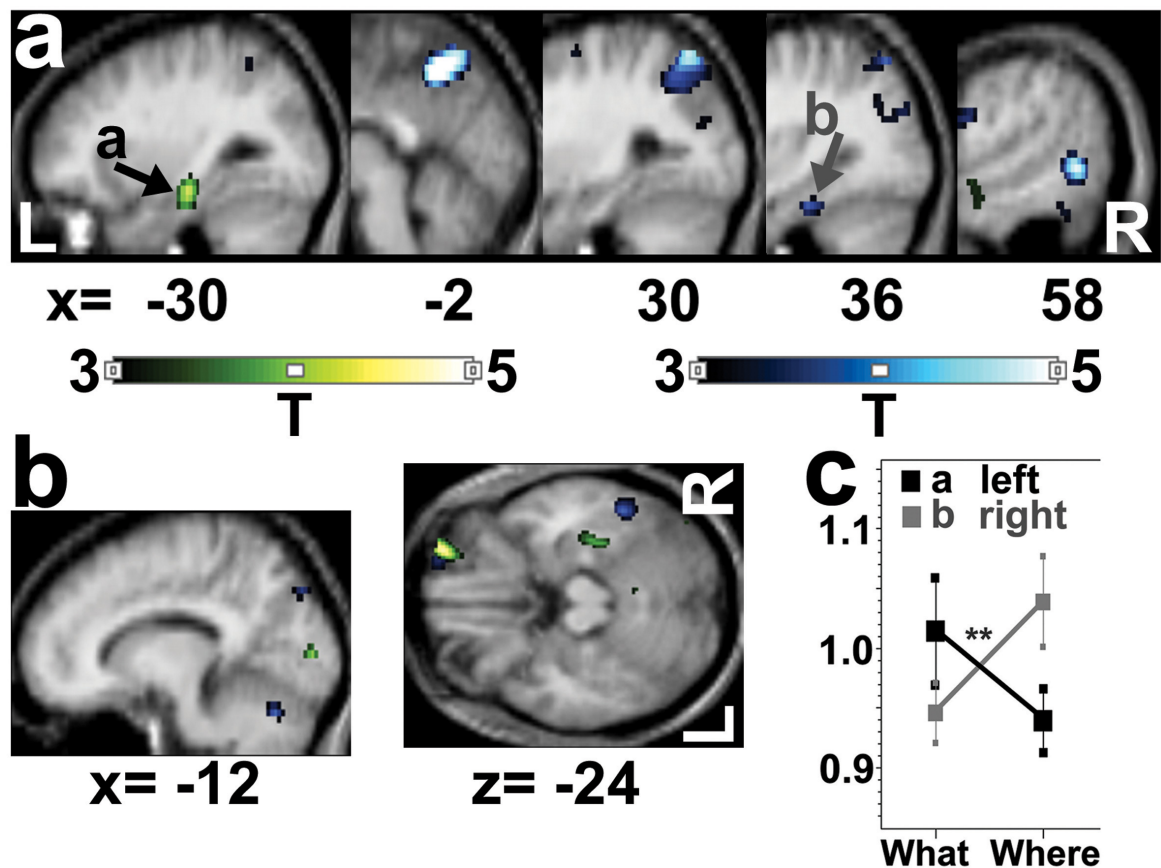 a
a
b
L
R
x= -30 -2 30 36 58
3 5 3 5
T T
b
R
L
x= -12 z= -24
c
a left
b right
1.1
**
1.0
0.9
What Where